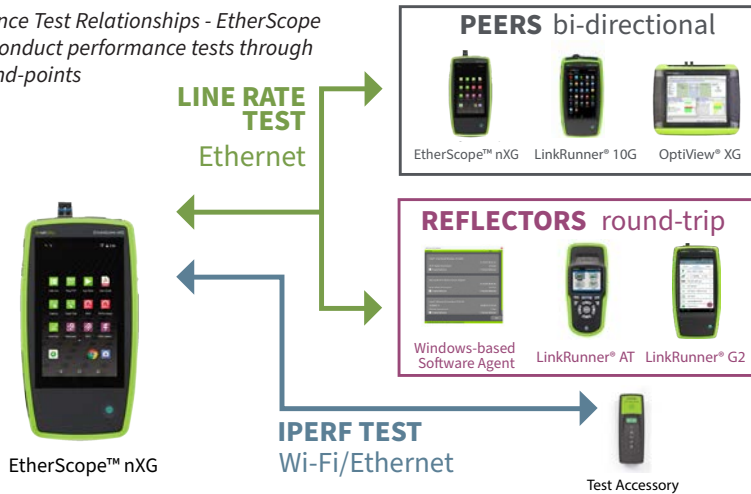 nce Test Relationships - EtherScope
onduct performance tests through
nd-points
PEERS bi-directional
EtherScope™ nXG
LinkRunner® 10G
OptiView® XG
LINE RATE
TEST
Ethernet
REFLECTORS round-trip
Windows-based
Software Agent
LinkRunner® AT
LinkRunner® G2
IPERF TEST
Wi-Fi/Ethernet
EtherScope™ nXG
Test Accessory